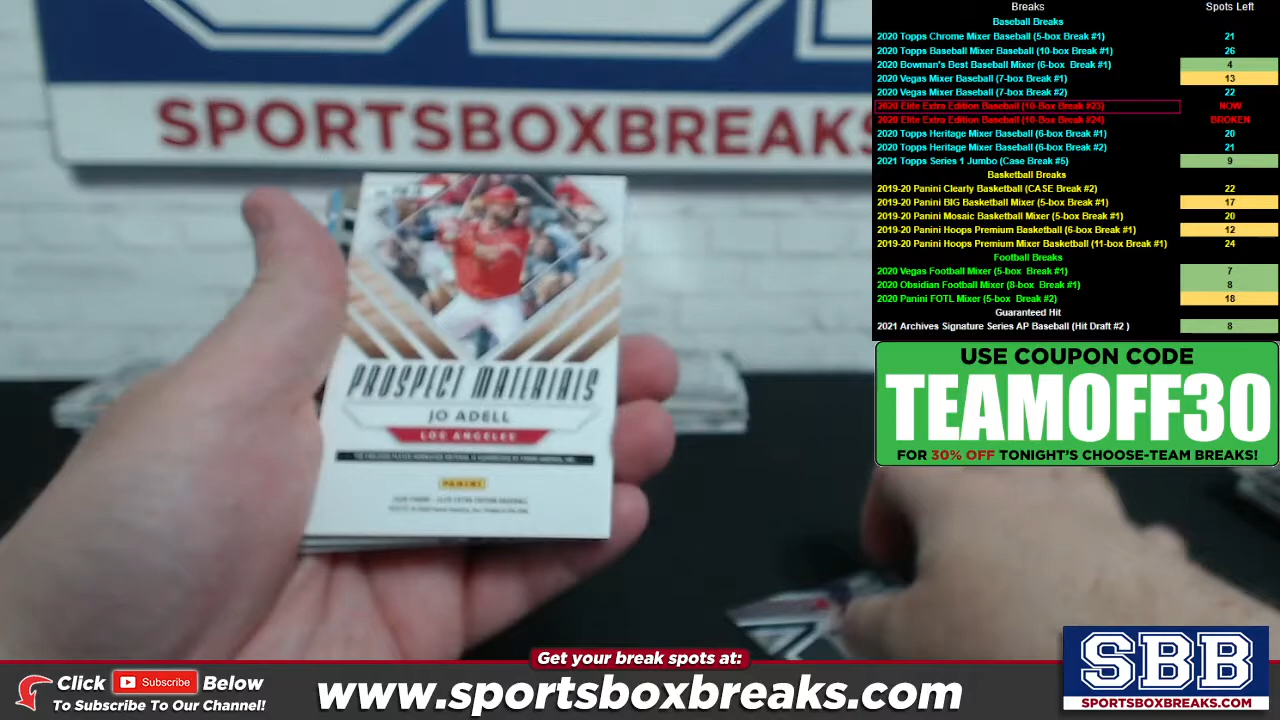 Breaks Spots Left
Baseball Breaks
2020 Topps Chrome Mixer Baseball (5-box Break #1) 21
2020 Topps Baseball Mixer Baseball (10-box Break #1) 26
2020 Bowman's Best Baseball Mixer (6-box Break #1) 4
2020 Vegas Mixer Baseball (7-box Break #1) 13
2020 Vegas Mixer Baseball (7-box Break #2) 22
2020 Elite Extra Edition Baseball (10-Box Break #23) NOW
2020 Elite Extra Edition Baseball (10-Box Break #24) BROKEN
2020 Topps Heritage Mixer Baseball (6-box Break #1) 20
2020 Topps Heritage Mixer Baseball (6-box Break #2) 21
2021 Topps Series 1 Jumbo (Case Break #5) 9
Basketball Breaks
2019-20 Panini Clearly Basketball (CASE Break #2) 22
2019-20 Panini BIG Basketball Mixer (5-box Break #1) 17
2019-20 Panini Mosaic Basketball Mixer (5-box Break #1) 20
2019-20 Panini Hoops Premium Basketball (6-box Break #1) 12
2019-20 Panini Hoops Premium Mixer Basketball (11-box Break #1) 24
Football Breaks
2020 Vegas Football Mixer (5-box Break #1) 7
2020 Obsidian Football Mixer (8-box Break #1) 8
2020 Panini FOTL Mixer (5-box Break #2) 18
Guaranteed Hit
2021 Archives Signature Series AP Baseball (Hit Draft #2 ) 8
USE COUPON CODE
TEAMOFF30
FOR 30% OFF TONIGHT'S CHOOSE-TEAM BREAKS!
SPORTSBOXBREAKS
PROSPECT MATERIALS
JO ADELL
LOS ANGELES
PANINI
Get your break spots at:
Click Subscribe Below
To Subscribe To Our Channel!
www.sportsboxbreaks.com
SBB
SPORTSBOXBREAKS.COM